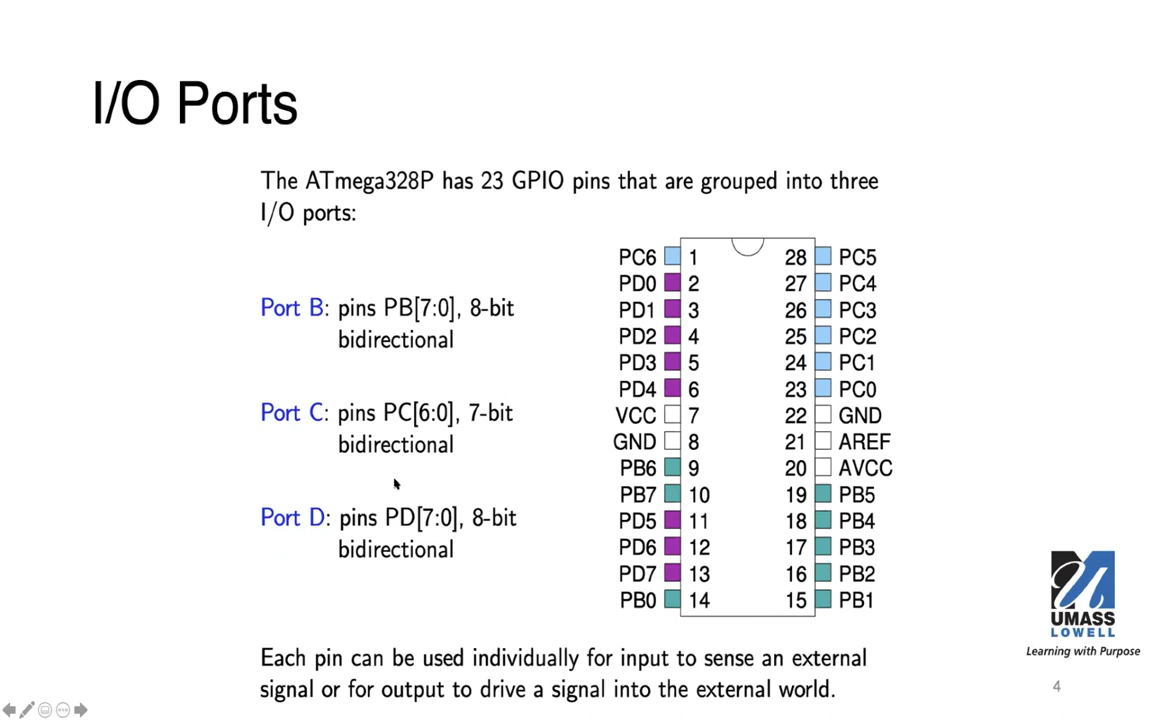 I/O Ports
The ATmega328P has 23 GPIO pins that are grouped into three
I/O ports:
Port B: pins PB[7:0], 8-bit
bidirectional
Port C: pins PC[6:0], 7-bit
bidirectional
Port D: pins PD[7:0], 8-bit
bidirectional
PC6 1 28 PC5
PD0 2 27 PC4
PD1 3 26 PC3
PD2 4 25 PC2
PD3 5 24 PC1
PD4 6 23 PC0
VCC 7 22 GND
GND 8 21 AREF
PB6 9 20 AVCC
PB7 10 19 PB5
PD5 11 18 PB4
PD6 12 17 PB3
PD7 13 16 PB2
PB0 14 15 PB1
Each pin can be used individually for input to sense an external
signal or for output to drive a signal into the external world.
UMASS
LOWELL
Learning with Purpose
4